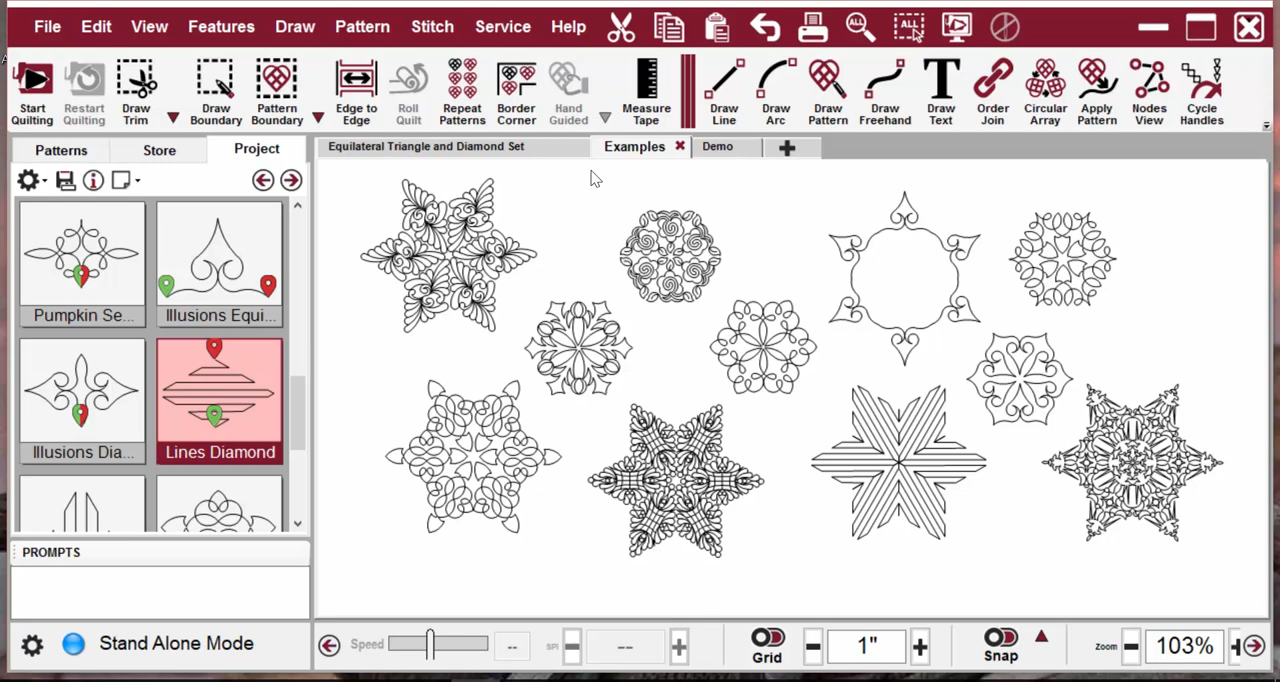 File Edit View Features Draw Pattern Stitch Service Help ALL ALL
Start Quilting
Restart Quilting
Draw Trim
Draw Boundary
Pattern Boundary
Edge to Edge
Roll Quilt
Repeat Patterns
Border Corner
Hand Guided
Measure Tape
Draw Line
Draw Arc
Draw Pattern
Draw Freehand
T
Draw Text
Order Join
Circular Array
Apply Pattern
Nodes View
Cycle Handles
Patterns Store Project
Equilateral Triangle and Diamond Set Examples Demo
Pumpkin Se... Illusions Equi...
Illusions Dia... Lines Diamond
PROMPTS
Stand Alone Mode
Speed -- SPI -- Grid 1" Snap Zoom 103%